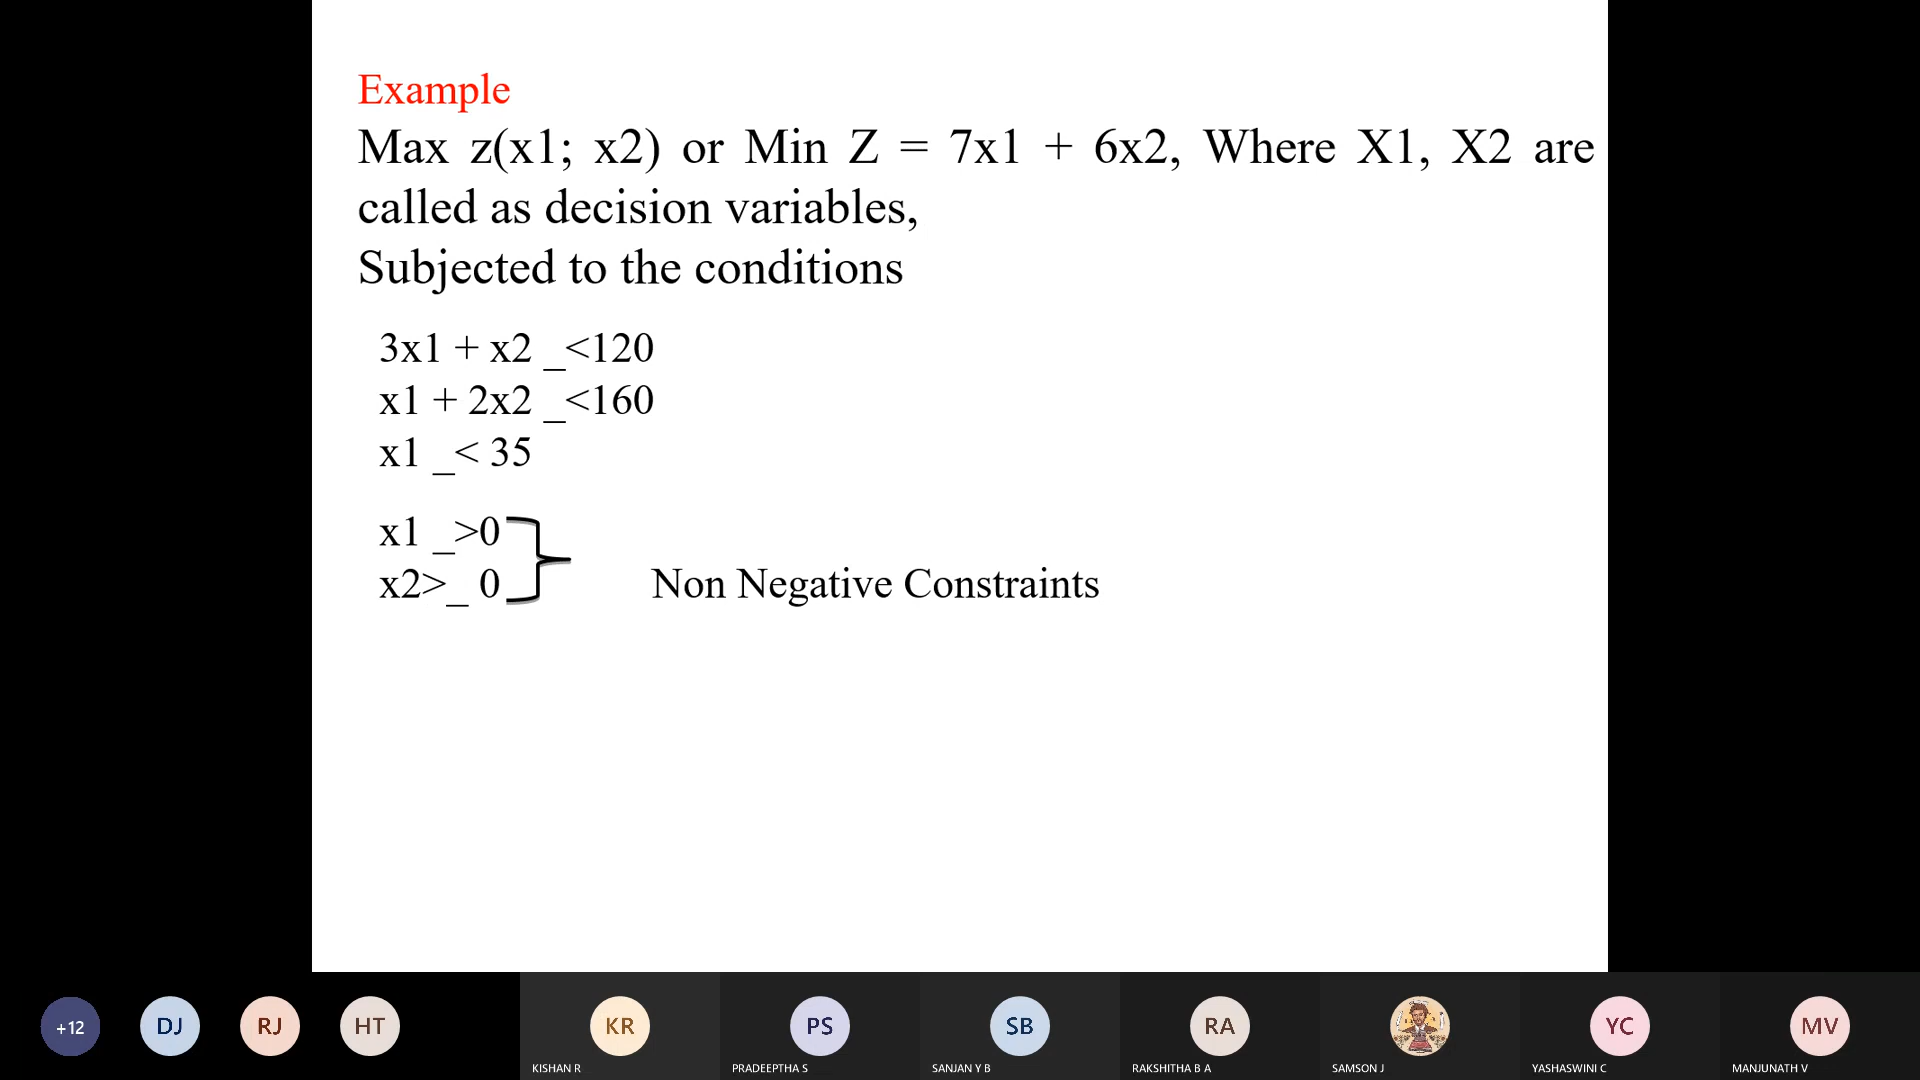 Example
Max z(x1; x2) or Min Z = 7x1 + 6x2, Where X1, X2 are
called as decision variables,
Subjected to the conditions
3x1 + x2 _<120
x1 + 2x2 _<160
x1 _< 35
x1 _>0
x2>_ 0
Non Negative Constraints
+12
DJ
RJ
HT
KR
PS
SB
RA
YC
MV
KISHAN R
PRADEEPTHA S
SANJAN Y B
RAKSHITHA B A
SAMSON J
YASHASWINI C
MANJUNATH V